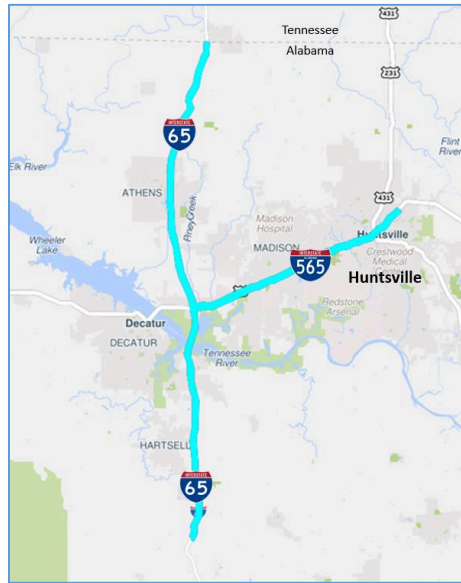 431
Tennessee
Alabama
231
INTERSTATE
65
Flint
River
Elk River
ATHENS
Piney Creek
431
Madison
Hospital
Wheeler
Lake
Huntsville
MADISON
Crestwood
Medical
INTERSTATE
565
Huntsville
Redstone
Arsenal
Decatur
DECATUR
Tennessee
River
HARTSELL
INTERSTATE
65